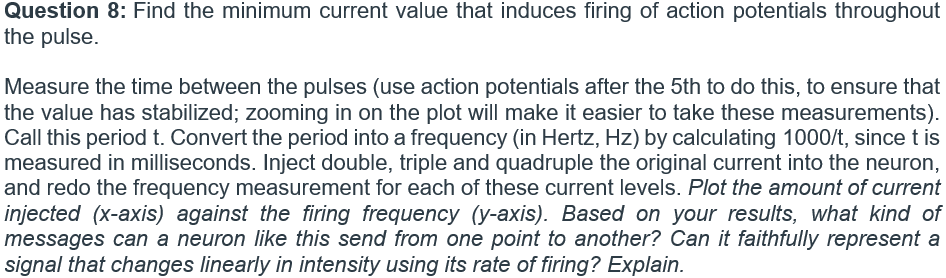 Question 8: Find the minimum current value that induces firing of action potentials throughout
the pulse.
Measure the time between the pulses (use action potentials after the 5th to do this, to ensure that
the value has stabilized; zooming in on the plot will make it easier to take these measurements).
Call this period t. Convert the period into a frequency (in Hertz, Hz) by calculating 1000/t, since t is
measured in milliseconds. Inject double, triple and quadruple the original current into the neuron,
and redo the frequency measurement for each of these current levels. Plot the amount of current
injected (x-axis) against the firing frequency (y-axis). Based on your results, what kind of
messages can a neuron like this send from one point to another? Can it faithfully represent a
signal that changes linearly in intensity using its rate of firing? Explain.